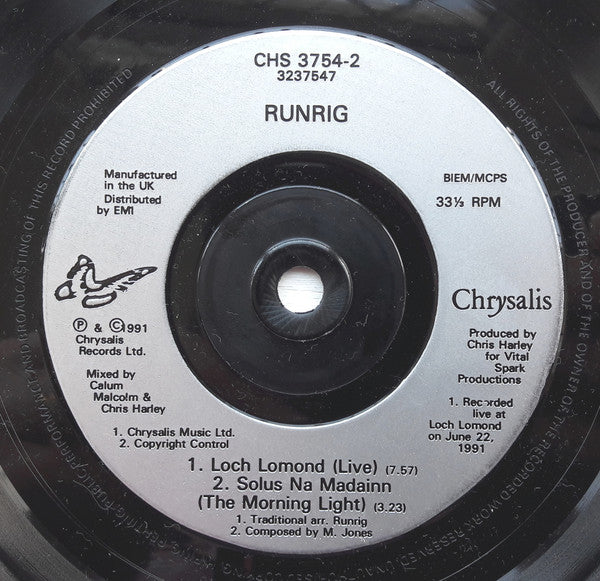 CHS 3754-2
3237547
RUNRIG
Manufactured
in the UK
Distributed
by EMI
BIEM/MCPS
33⅓ RPM
Ⓟ & Ⓒ1991
Chrysalis
Records Ltd.
Mixed by
Calum
Malcolm &
Chris Harley
Chrysalis
Produced by
Chris Harley
for Vital
Spark
Productions
1. Recorded
live at
Loch Lomond
on June 22,
1991
1. Chrysalis Music Ltd.
2. Copyright Control
1. Loch Lomond (Live) (7.57)
2. Solus Na Madainn
(The Morning Light) (3.23)
1. Traditional arr. Runrig
2. Composed by M. Jones
ALL RIGHTS OF THE PRODUCER AND OF THE OWNER OF THE RECORDED WORK RESERVED
PUBLIC PERFORMANCE AND BROADCASTING OF THIS RECORD PROHIBITED